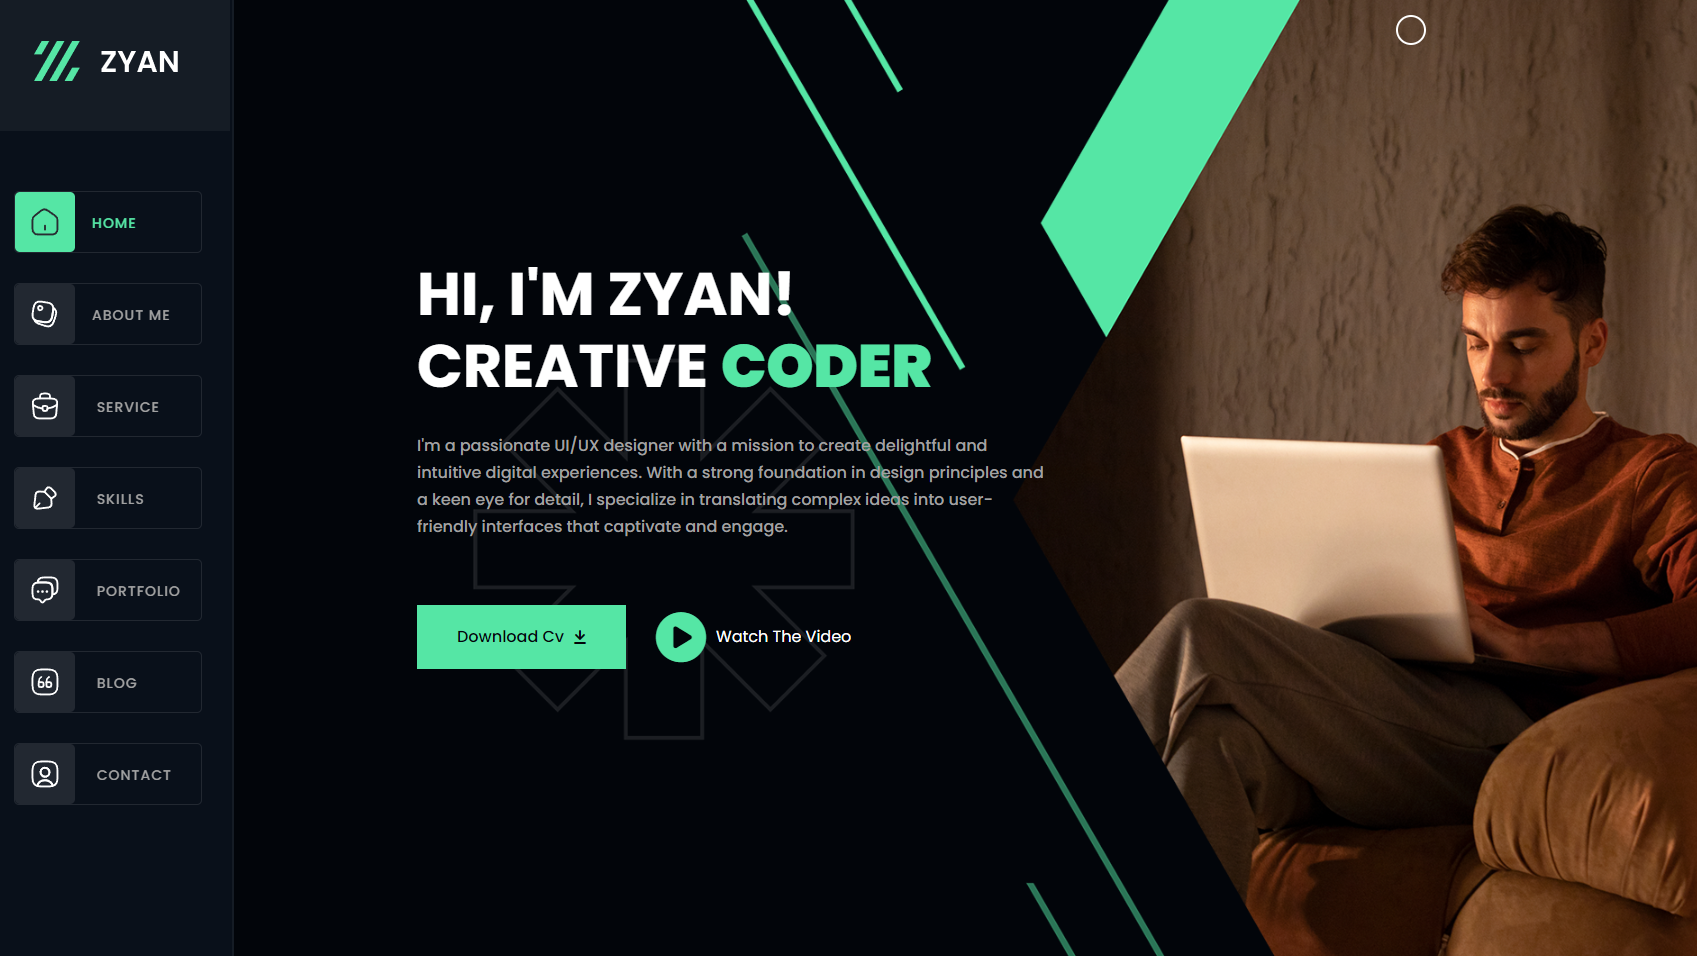 ZYAN
HOME
ABOUT ME
SERVICE
SKILLS
PORTFOLIO
BLOG
CONTACT
HI, I'M ZYAN!
CREATIVE CODER
I'm a passionate UI/UX designer with a mission to create delightful and
intuitive digital experiences. With a strong foundation in design principles and
a keen eye for detail, I specialize in translating complex ideas into user-
friendly interfaces that captivate and engage.
Download Cv
Watch The Video